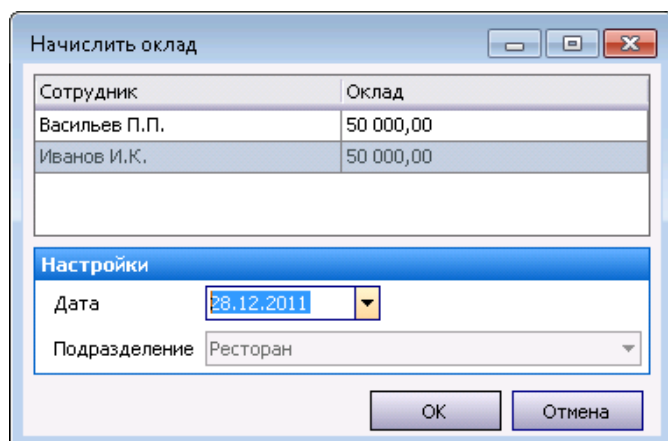 Начислить оклад
Сотрудник Оклад
Васильев П.П. 50 000,00
Иванов И.К. 50 000,00
Настройки
Дата 28.12.2011
Подразделение Ресторан
ОК Отмена